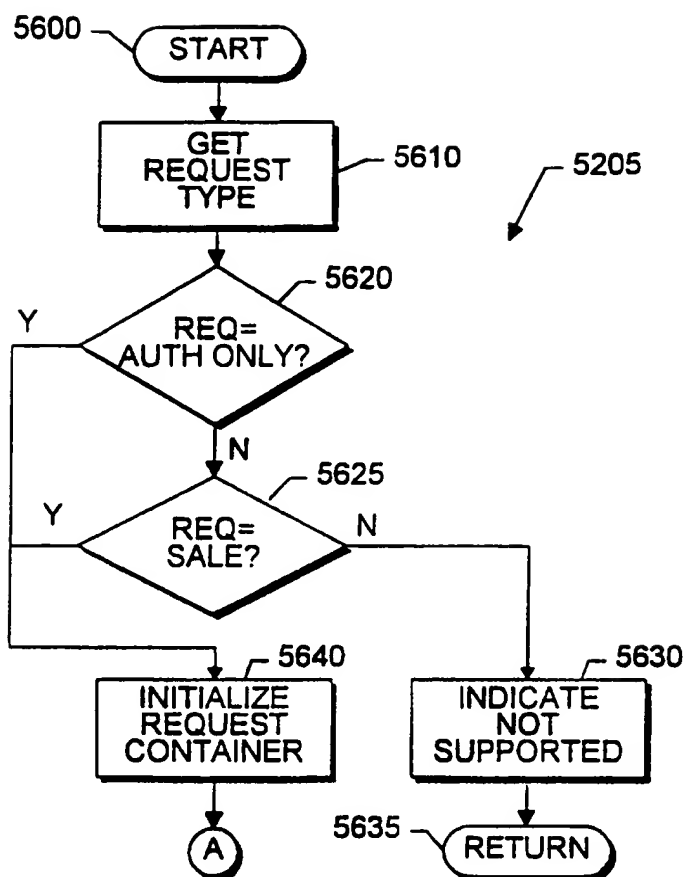 5600
START
GET
REQUEST
TYPE
5610
5205
5620
Y
REQ=
AUTH ONLY?
N
5625
Y
REQ=
SALE?
N
5640
INITIALIZE
REQUEST
CONTAINER
5630
INDICATE
NOT
SUPPORTED
A
5635
RETURN